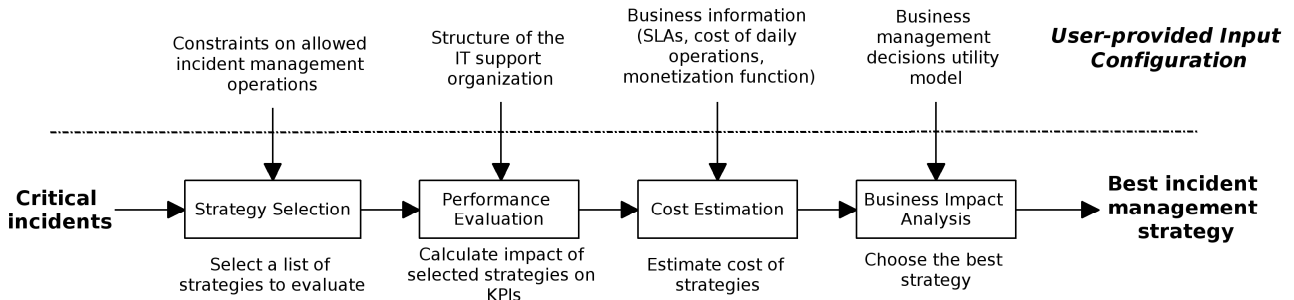 Constraints on allowed
incident management
operations
Structure of the
IT support
organization
Business information
(SLAs, cost of daily
operations,
monetization function)
Business
management
decisions utility
model
User-provided Input
Configuration
Critical
incidents
Strategy Selection
Performance
Evaluation
Cost Estimation
Business Impact
Analysis
Best incident
management
strategy
Select a list of
strategies to evaluate
Calculate impact of
selected strategies on
KPIs
Estimate cost of
strategies
Choose the best
strategy